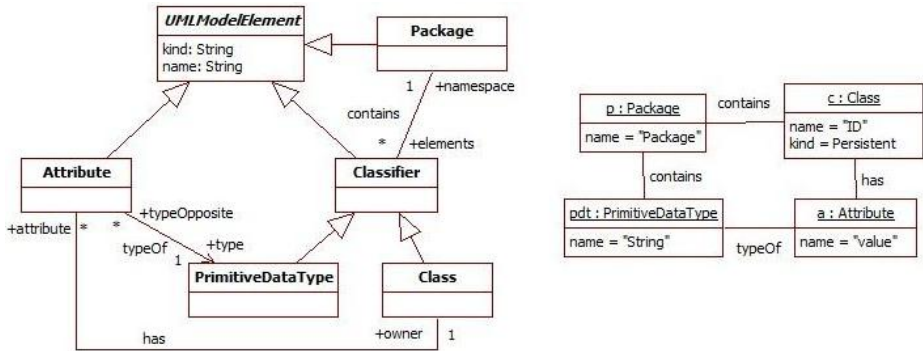 UMLModelElement
kind: String
name: String
Package
1 +namespace
contains
* +elements
Attribute
Classifier
+attribute * *
+typeOpposite
typeOf
+type
1
PrimitiveDataType
Class
has
+owner 1
p : Package
name = "Package"
contains
c : Class
name = "ID"
kind = Persistent
contains
has
pdt : PrimitiveDataType
name = "String"
typeOf
a : Attribute
name = "value"